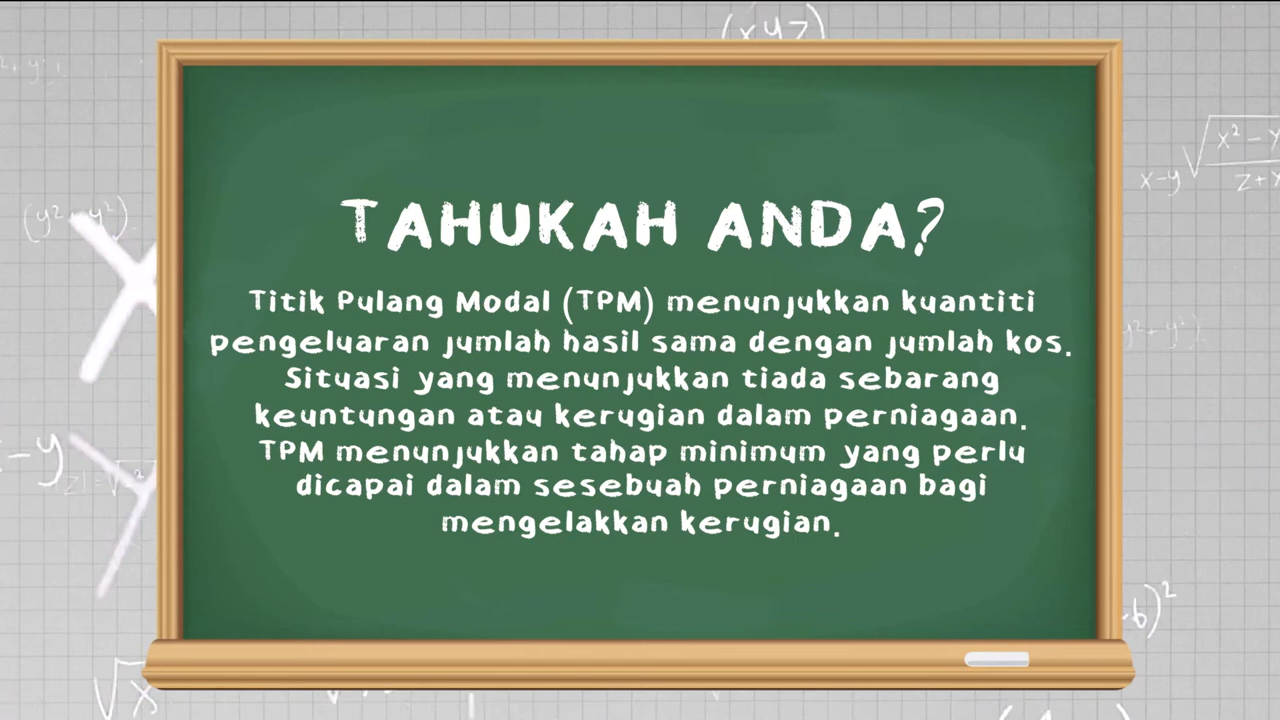 (xyz)
TAHUKAH ANDA?
Titik Pulang Modal (TPM) menunjukkan kuantiti
pengeluaran jumlah hasil sama dengan jumlah kos.
Situasi yang menunjukkan tiada sebarang
keuntungan atau kerugian dalam perniagaan.
TPM menunjukkan tahap minimum yang perlu
dicapai dalam sesebuah perniagaan bagi
mengelakkan kerugian.